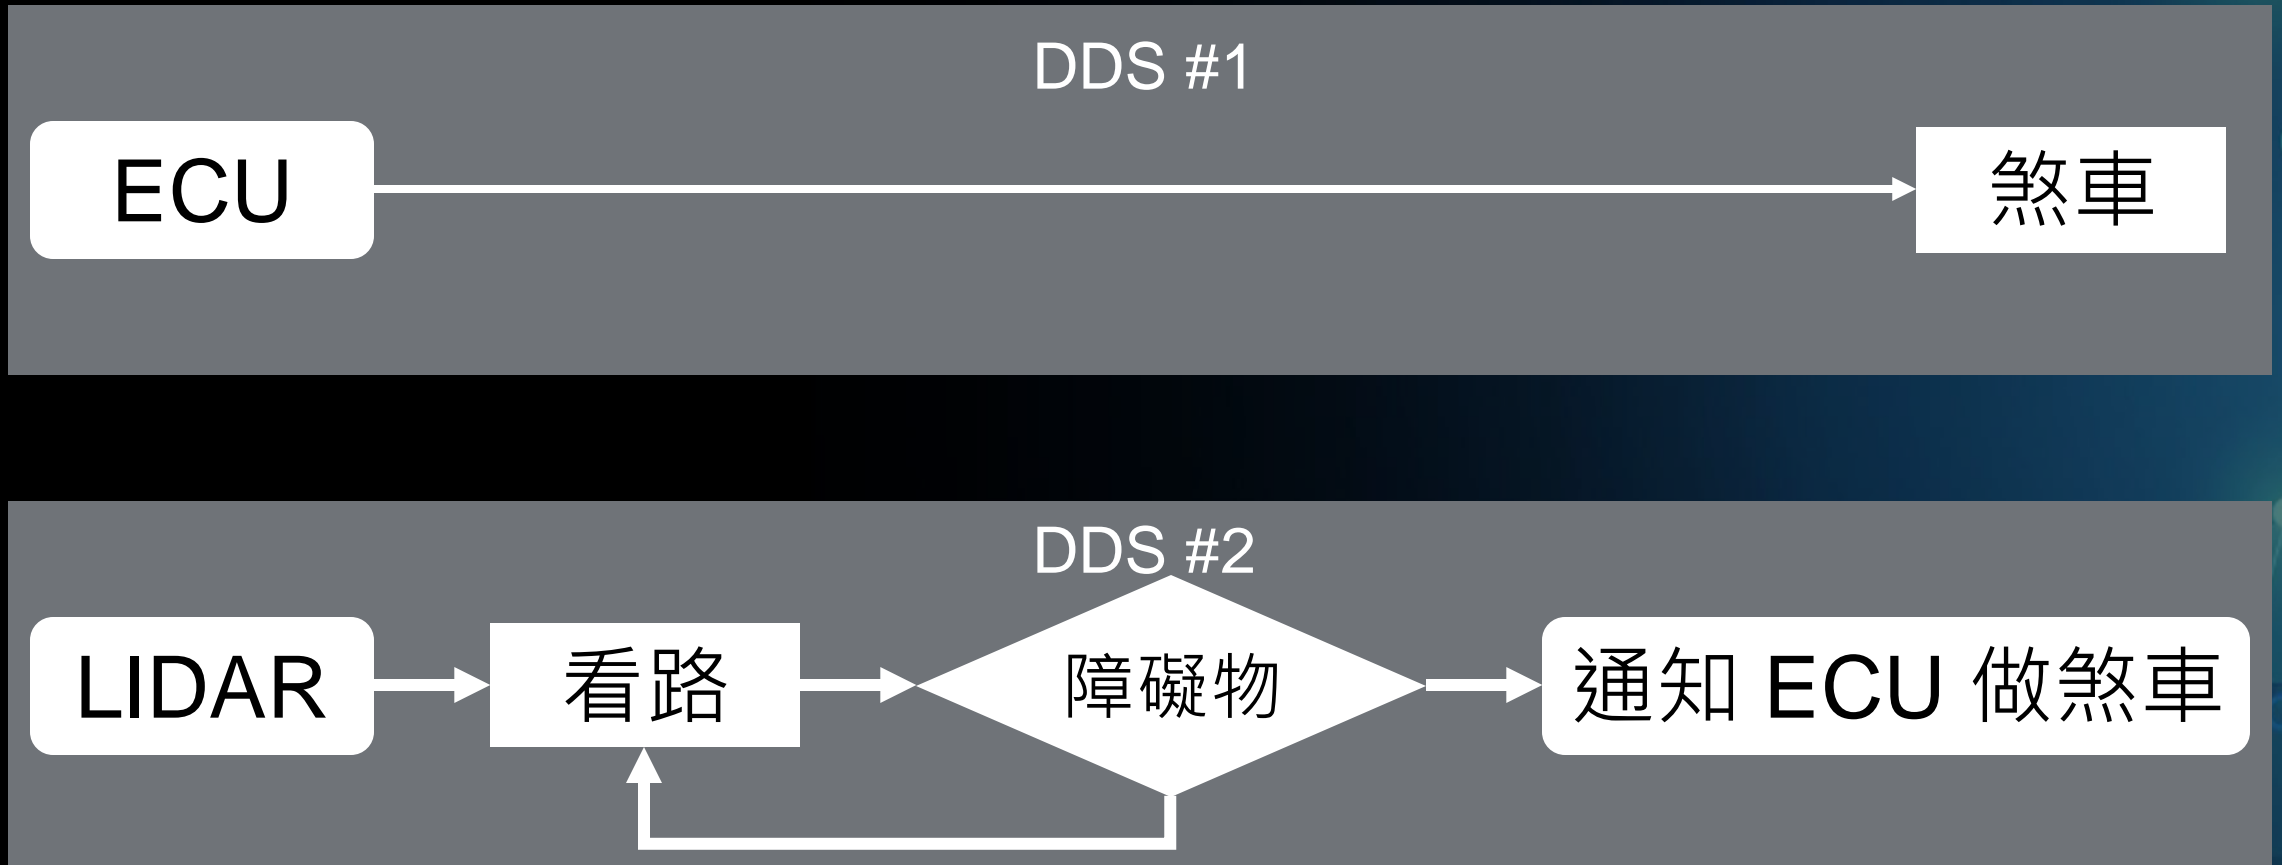 DDS #1
ECU
煞車
DDS #2
LIDAR
看路
障礙物
通知 ECU 做煞車